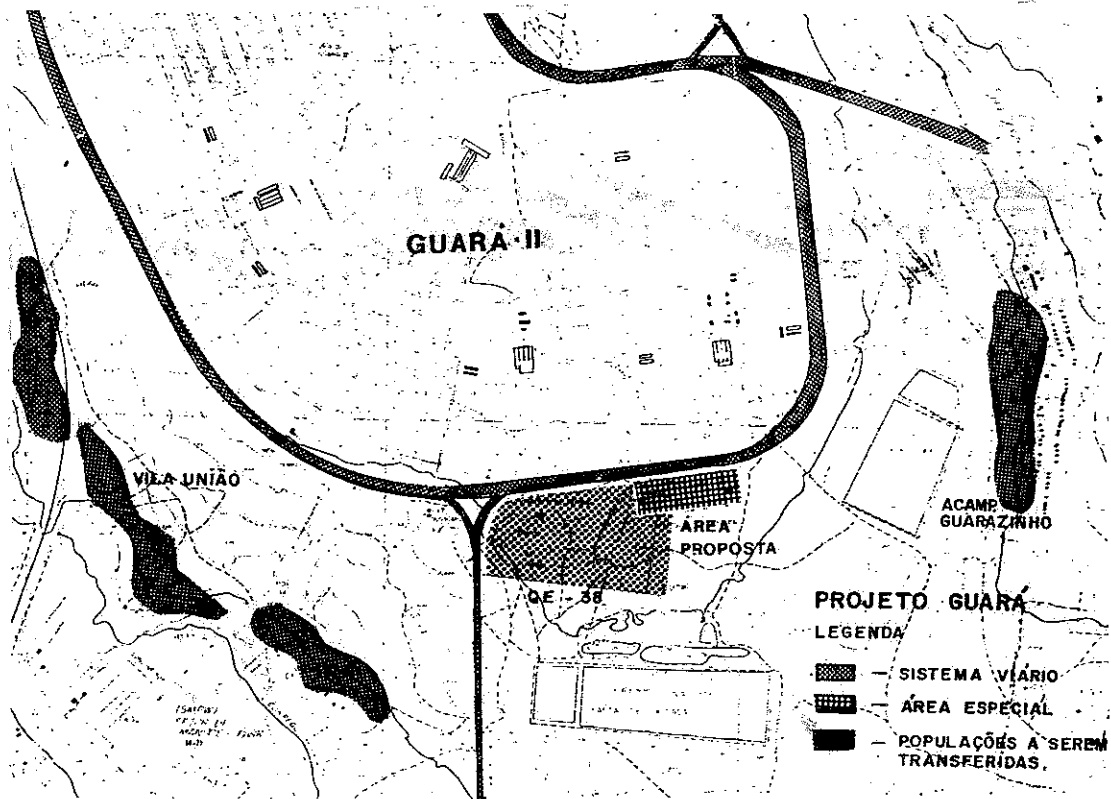 GUARÁ·II
VILA UNIÃO
ACAMP.
GUARAZINHO
ÁREA
PROPOSTA
QE - 38
PROJETO GUARÁ
LEGENDA
— SISTEMA VIÁRIO
— ÁREA ESPECIAL
— POPULAÇÕES A SEREM
TRANSFERIDAS.